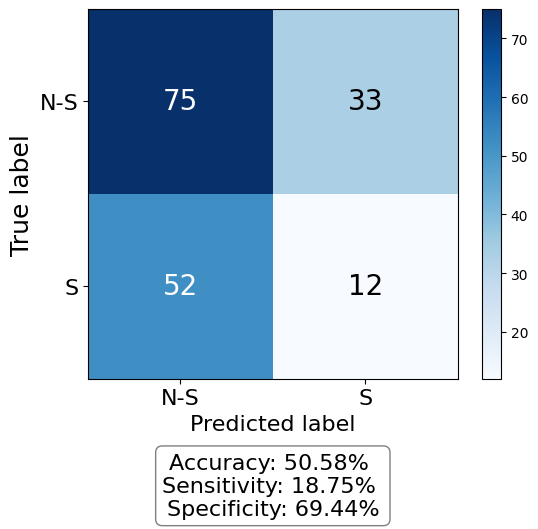 True label
N-S
75
33
S
52
12
N-S
S
Predicted label
70
60
50
40
30
20
Accuracy: 50.58%
Sensitivity: 18.75%
Specificity: 69.44%